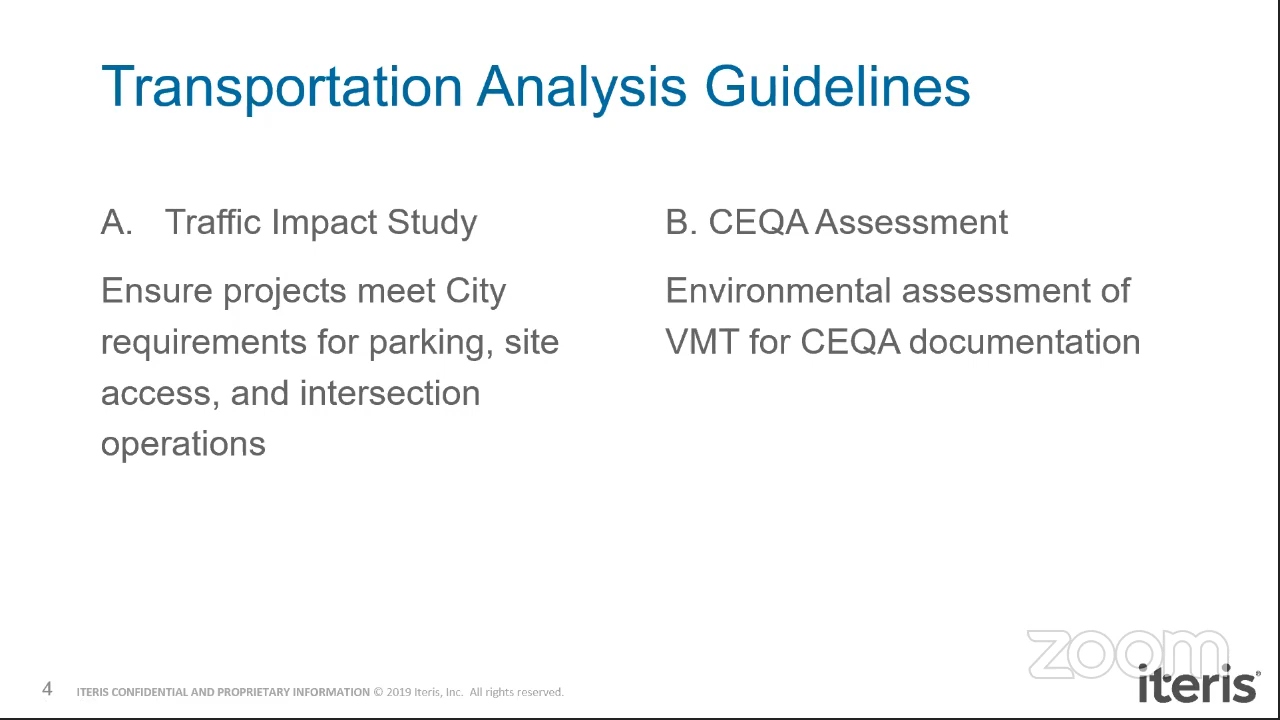 Transportation Analysis Guidelines
A. Traffic Impact Study
Ensure projects meet City
requirements for parking, site
access, and intersection
operations
B. CEQA Assessment
Environmental assessment of
VMT for CEQA documentation
zoom
iteris®
4 ITERIS CONFIDENTIAL AND PROPRIETARY INFORMATION © 2019 Iteris, Inc. All rights reserved.